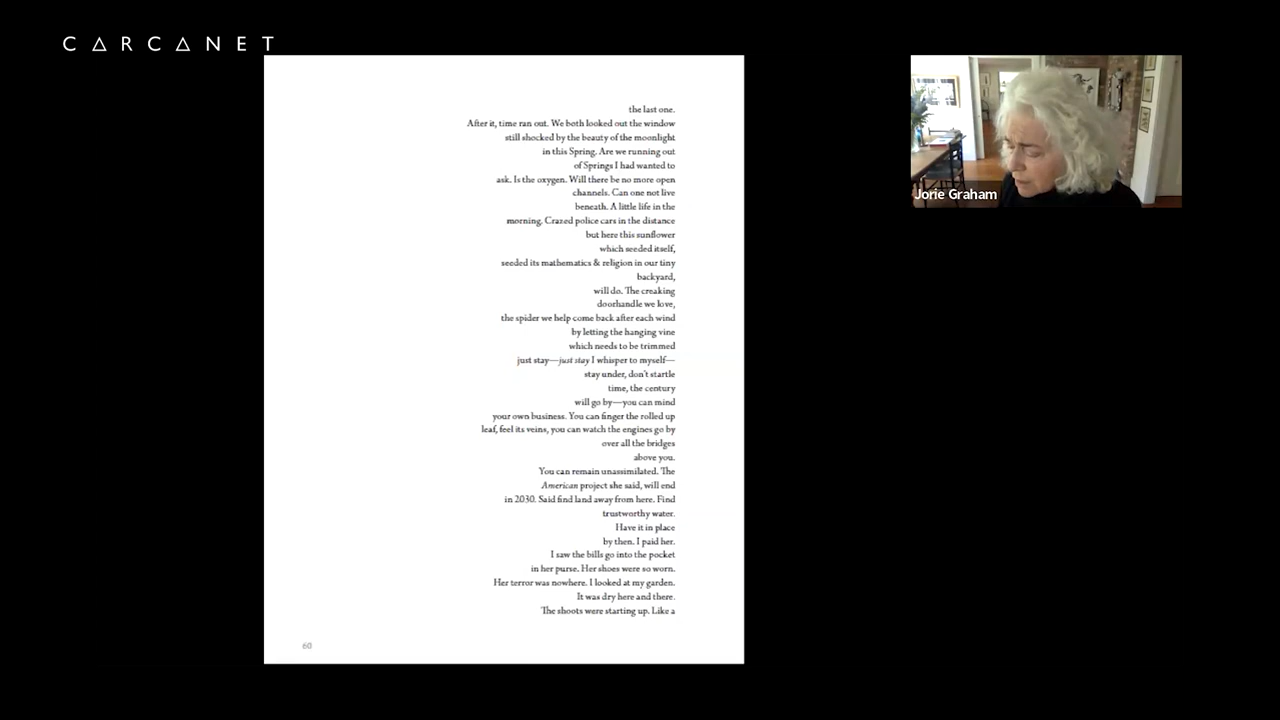 CARCANET
the last one.
After it, time ran out. We both looked out the window
still shocked by the beauty of the moonlight
in this Spring. Are we running out
of Springs I had wanted to
ask. Is the oxygen. Will there be no more open
channels. Can one not live
beneath. A little life in the
morning. Crazed police cars in the distance
but here this sunflower
which seeded itself,
seeded its mathematics & religion in our tiny
backyard,
will do. The creaking
doorhandle we love,
the spider we help come back after each wind
by letting the hanging vine
which needs to be trimmed
just stay—just stay I whisper to myself—
stay under, don't startle
time, the century
will go by—you can mind
your own business. You can finger the rolled up
leaf, feel its veins, you can watch the engines go by
over all the bridges
above you.
You can remain unassimilated. The
American project she said, will end
in 2030. Said find land away from here. Find
trustworthy water.
Have it in place
by then. I paid her.
I saw the bills go into the pocket
in her purse. Her shoes were so worn.
Her terror was nowhere. I looked at my garden.
It was dry here and there.
The shoots were starting up. Like a
60
Jorie Graham